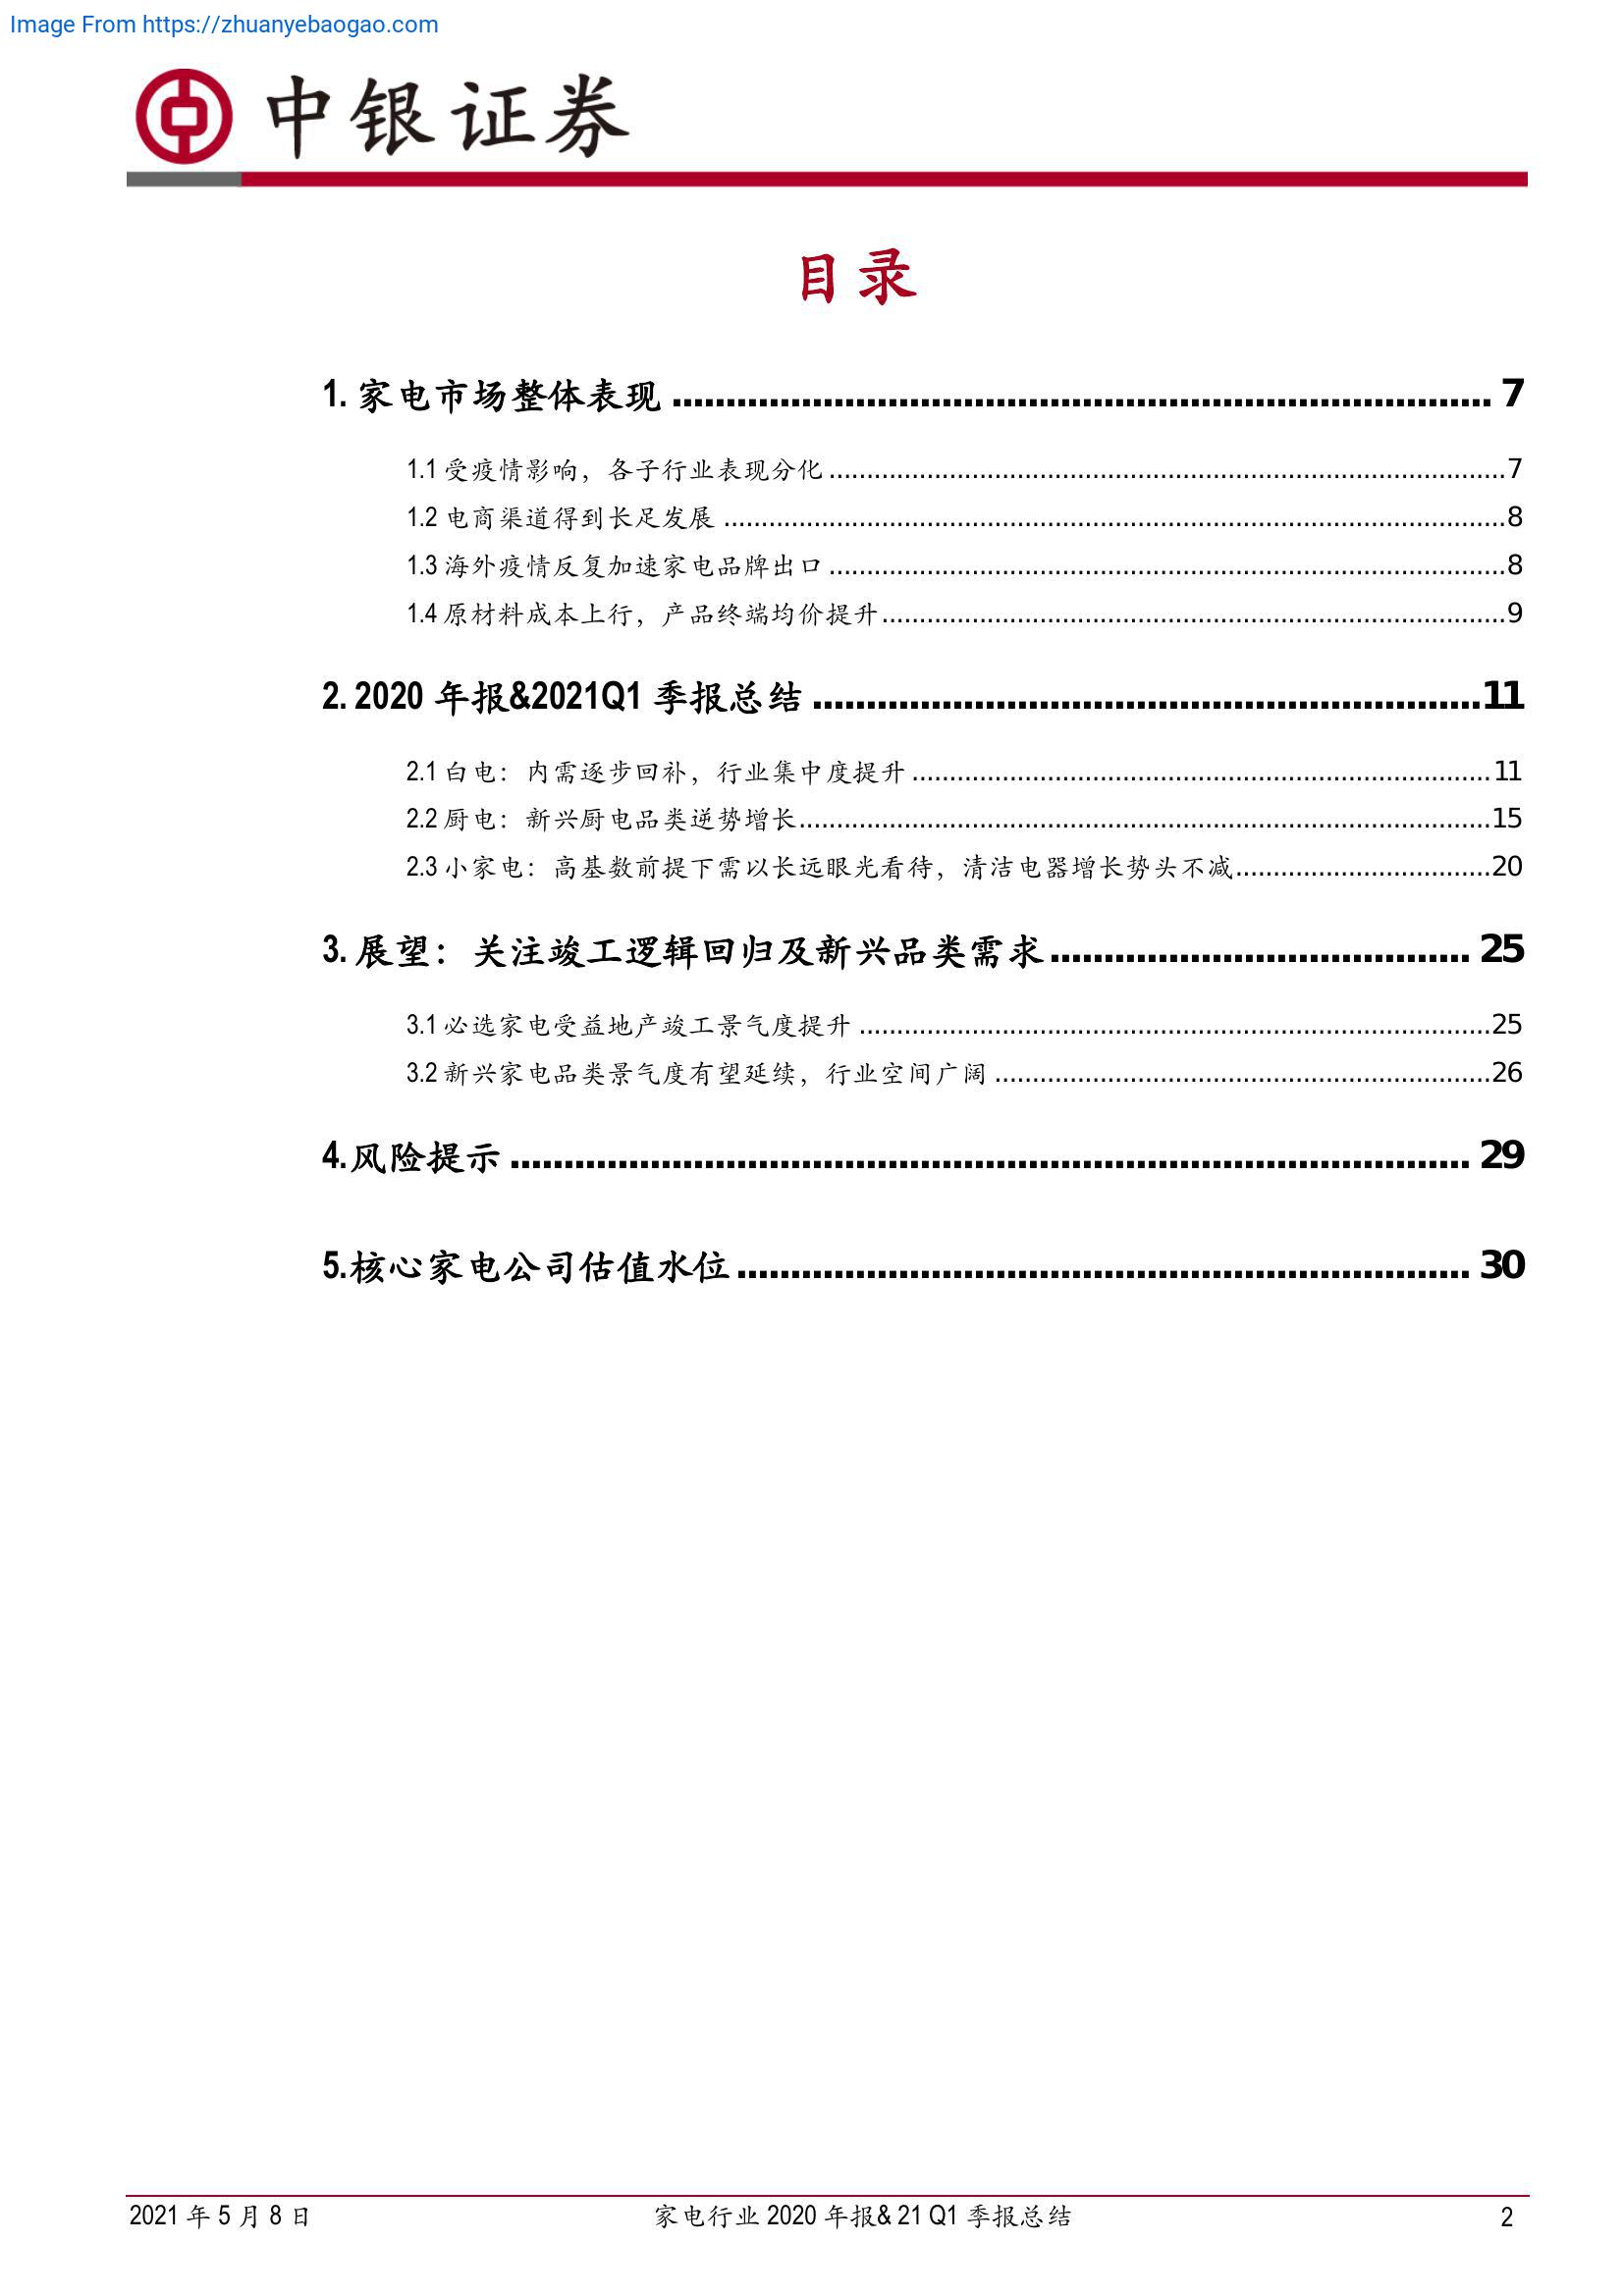 Image From https://zhuanyebaogao.com
中银证券
目录
1. 家电市场整体表现 ........................................................................... 7
1.1 受疫情影响，各子行业表现分化 ...........................................................................7
1.2 电商渠道得到长足发展 ...........................................................................8
1.3 海外疫情反复加速家电品牌出口 ...........................................................................8
1.4 原材料成本上行，产品终端均价提升 ...........................................................................9
2. 2020 年报&2021Q1 季报总结 ...........................................................................11
2.1 白电：内需逐步回补，行业集中度提升 ...........................................................................11
2.2 厨电：新兴厨电品类逆势增长...........................................................................15
2.3 小家电：高基数前提下需以长远眼光看待，清洁电器增长势头不减..................................20
3. 展望：关注竣工逻辑回归及新兴品类需求 ....................................... 25
3.1 必选家电受益地产竣工景气度提升 ...........................................................................25
3.2 新兴家电品类景气度有望延续，行业空间广阔 ..................................................................26
4.风险提示 ........................................................................... 29
5.核心家电公司估值水位 ........................................................................... 30
2021 年 5 月 8 日 家电行业 2020 年报& 21 Q1 季报总结 2